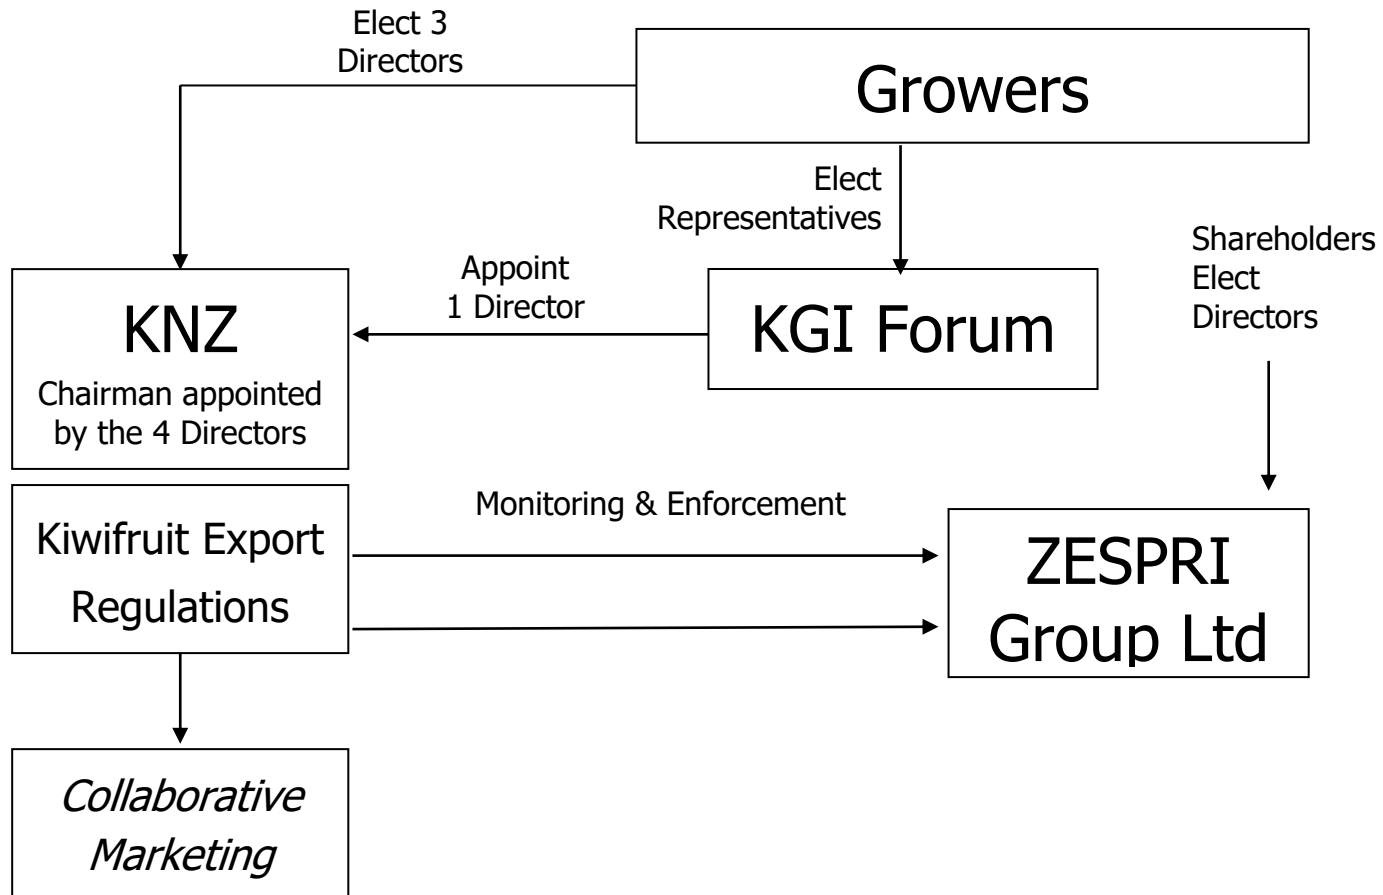 Elect 3
Directors
Growers
Elect
Representatives
Shareholders
Elect
Directors
Appoint
1 Director
KNZ
Chairman appointed
by the 4 Directors
KGI Forum
Monitoring & Enforcement
Kiwifruit Export
Regulations
ZESPRI
Group Ltd
Collaborative
Marketing